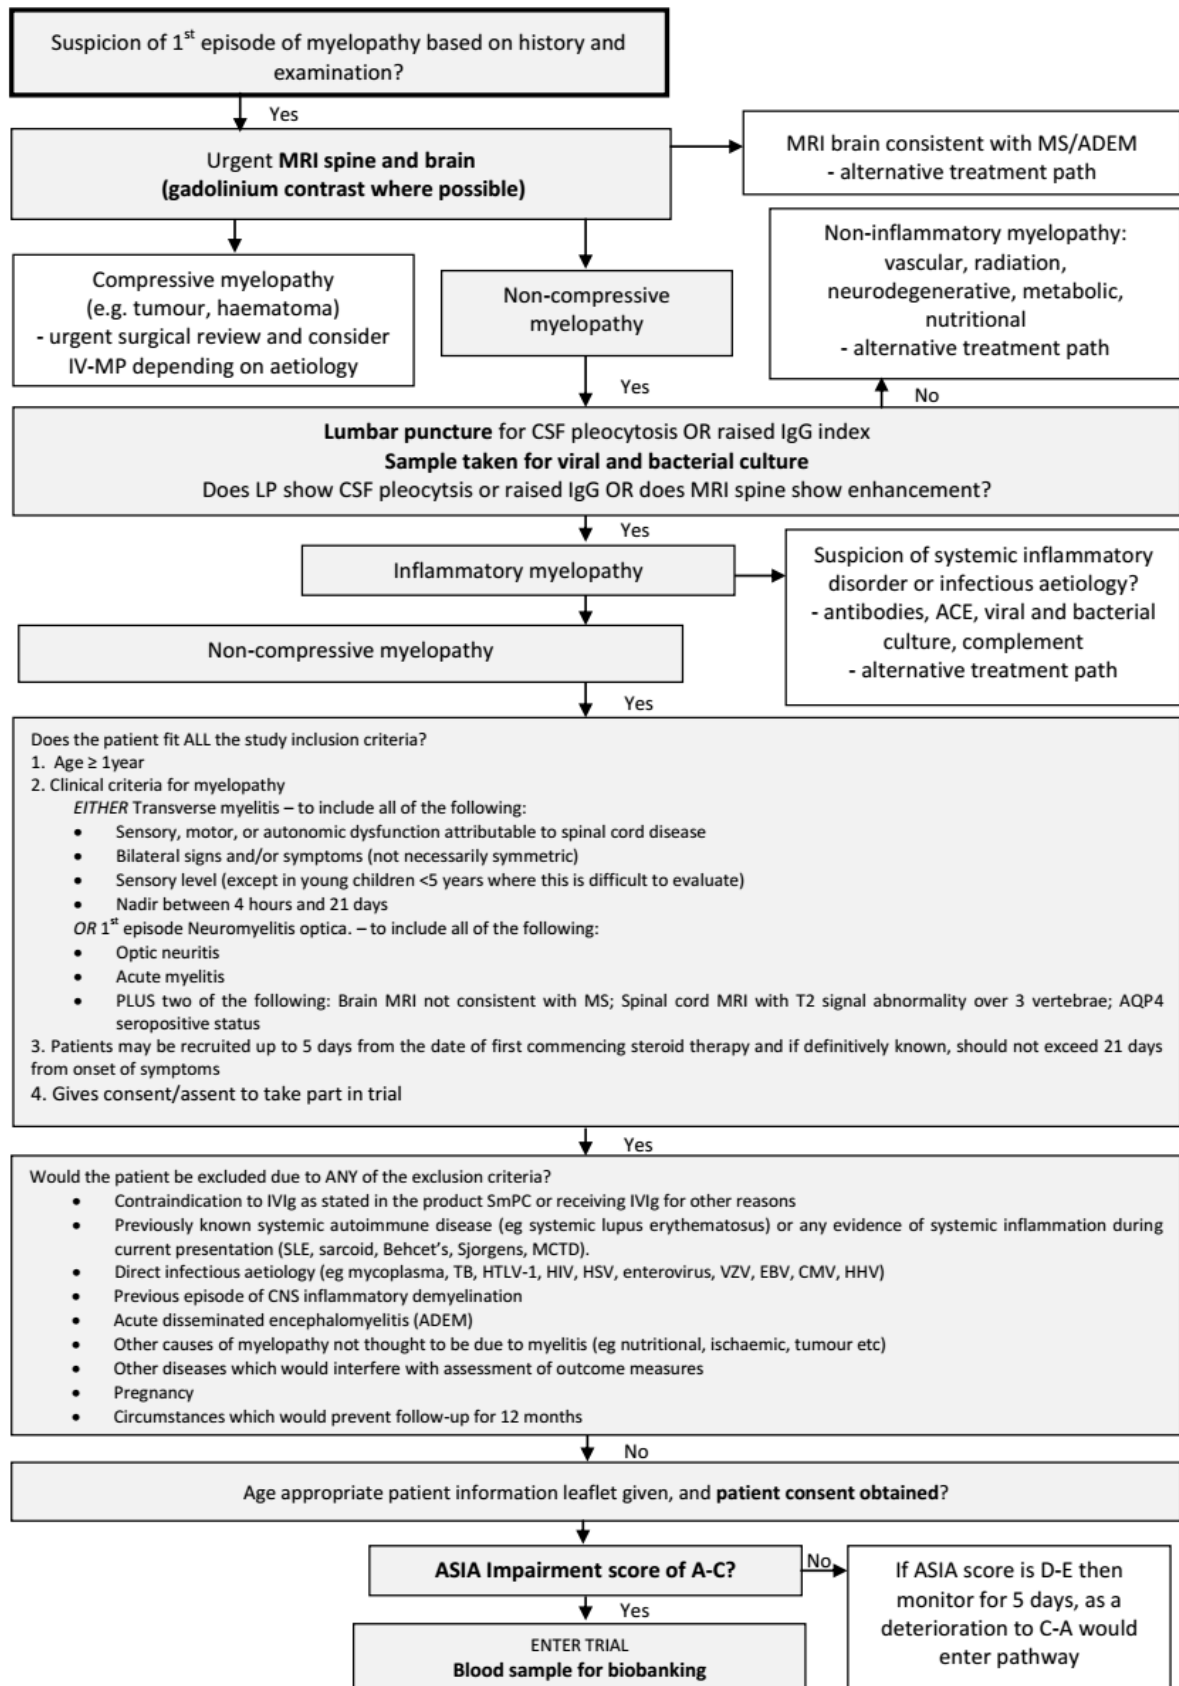 Suspicion of 1st episode of myelopathy based on history and
examination?
Yes
Urgent MRI spine and brain
(gadolinium contrast where possible)
MRI brain consistent with MS/ADEM
- alternative treatment path
Compressive myelopathy
(e.g. tumour, haematoma)
- urgent surgical review and consider
IV-MP depending on aetiology
Non-compressive
myelopathy
Non-inflammatory myelopathy:
vascular, radiation,
neurodegenerative, metabolic,
nutritional
- alternative treatment path
Yes
No
Lumbar puncture for CSF pleocytosis OR raised IgG index
Sample taken for viral and bacterial culture
Does LP show CSF pleocytsis or raised IgG OR does MRI spine show enhancement?
Yes
Inflammatory myelopathy
Suspicion of systemic inflammatory
disorder or infectious aetiology?
- antibodies, ACE, viral and bacterial
culture, complement
- alternative treatment path
Non-compressive myelopathy
Yes
Does the patient fit ALL the study inclusion criteria?
1. Age ≥ 1year
2. Clinical criteria for myelopathy
EITHER Transverse myelitis – to include all of the following:
• Sensory, motor, or autonomic dysfunction attributable to spinal cord disease
• Bilateral signs and/or symptoms (not necessarily symmetric)
• Sensory level (except in young children <5 years where this is difficult to evaluate)
• Nadir between 4 hours and 21 days
OR 1st episode Neuromyelitis optica. – to include all of the following:
• Optic neuritis
• Acute myelitis
• PLUS two of the following: Brain MRI not consistent with MS; Spinal cord MRI with T2 signal abnormality over 3 vertebrae; AQP4
seropositive status
3. Patients may be recruited up to 5 days from the date of first commencing steroid therapy and if definitively known, should not exceed 21 days
from onset of symptoms
4. Gives consent/assent to take part in trial
Yes
Would the patient be excluded due to ANY of the exclusion criteria?
• Contraindication to IVIg as stated in the product SmPC or receiving IVIg for other reasons
• Previously known systemic autoimmune disease (eg systemic lupus erythematosus) or any evidence of systemic inflammation during
current presentation (SLE, sarcoid, Behcet's, Sjorgens, MCTD).
• Direct infectious aetiology (eg mycoplasma, TB, HTLV-1, HIV, HSV, enterovirus, VZV, EBV, CMV, HHV)
• Previous episode of CNS inflammatory demyelination
• Acute disseminated encephalomyelitis (ADEM)
• Other causes of myelopathy not thought to be due to myelitis (eg nutritional, ischaemic, tumour etc)
• Other diseases which would interfere with assessment of outcome measures
• Pregnancy
• Circumstances which would prevent follow-up for 12 months
No
Age appropriate patient information leaflet given, and patient consent obtained?
ASIA Impairment score of A-C?
No
If ASIA score is D-E then
monitor for 5 days, as a
deterioration to C-A would
enter pathway
Yes
ENTER TRIAL
Blood sample for biobanking